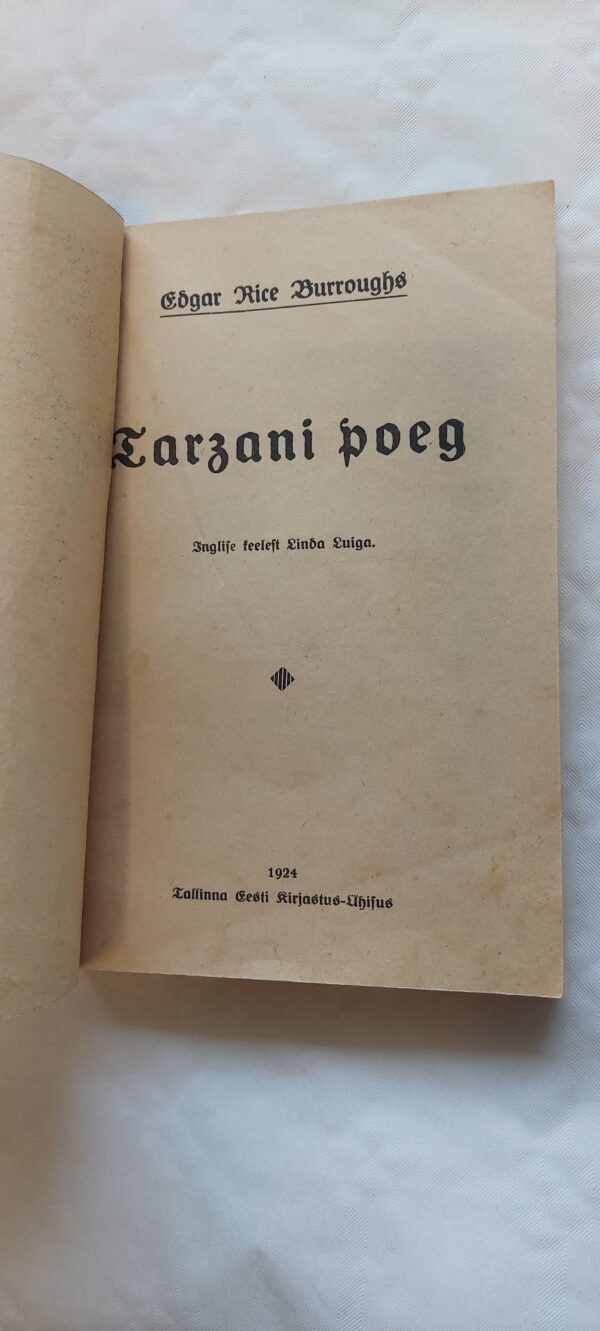 Edgar Rice Burroughs
Tarzani poeg
Inglise keelest Linda Luiga.
1924
Tallinna Eesti Kirjastus-Ühisus